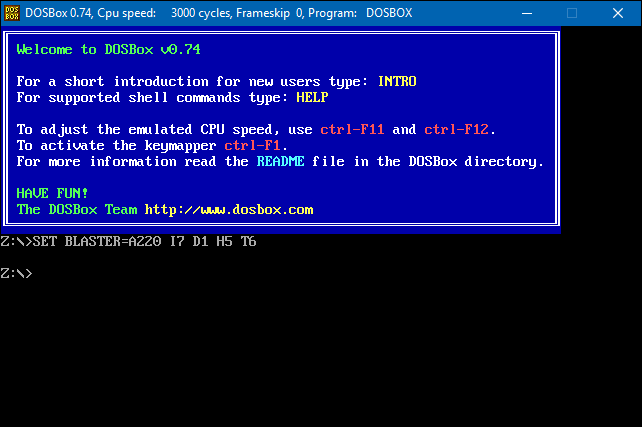 DOS
BOX
DOSBox 0.74, Cpu speed:    3000 cycles, Frameskip  0, Program:   DOSBOX
Welcome to DOSBox v0.74
For a short introduction for new users type: INTRO
For supported shell commands type: HELP
To adjust the emulated CPU speed, use ctrl-F11 and ctrl-F12.
To activate the keymapper ctrl-F1.
For more information read the README file in the DOSBox directory.
HAVE FUN!
The DOSBox Team http://www.dosbox.com
Z:\>SET BLASTER=A220 I7 D1 H5 T6
Z:\>